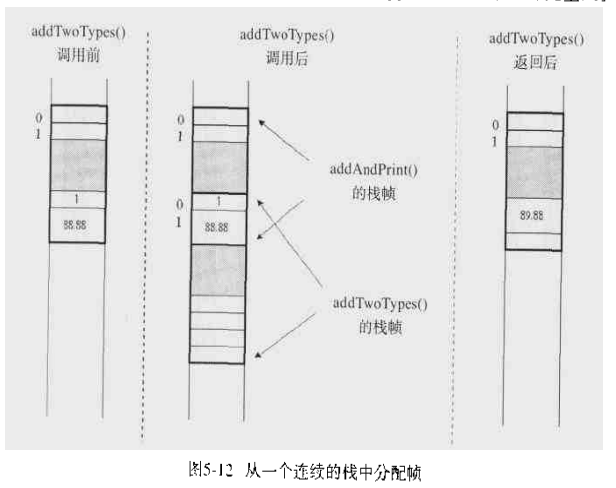 addTwoTypes()
调用前
0
1
1
88.88
addTwoTypes()
调用后
0
1
0
1
1
88.88
addAndPrint()
的栈帧
addTwoTypes()
的栈帧
addTwoTypes()
返回后
0
1
89.88
图5-12 从一个连续的栈中分配帧